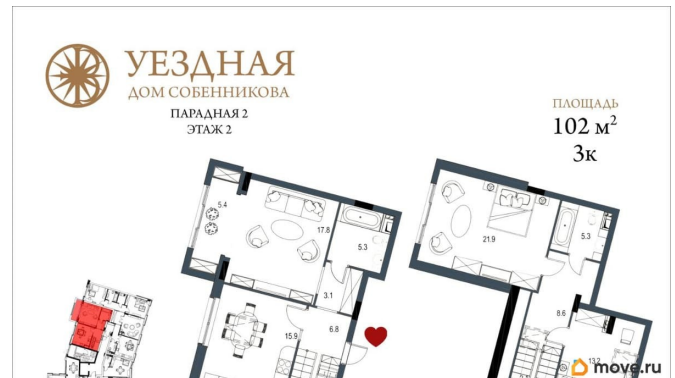 УЕЗДНАЯ
ДОМ СОБЕННИКОВА
ПАРАДНАЯ 2
ЭТАЖ 2
ПЛОЩАДЬ
102 м²
3к
5.4
17.8
5.3
3.1
15.9
6.8
21.9
5.3
8.6
13.2
move.ru